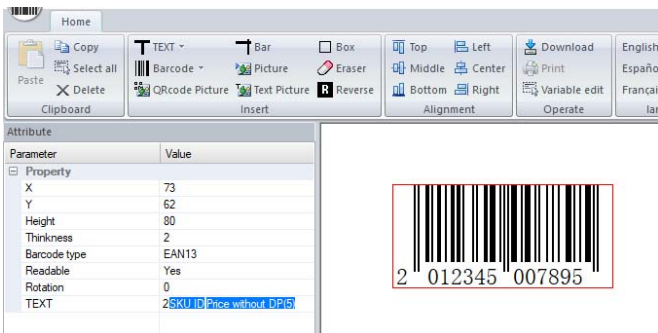 Home
Copy
Select all
Paste
Delete
Clipboard
TEXT
Bar
Box
Barcode
Picture
Eraser
QRcode Picture
Text Picture
R Reverse
Insert
Top
Left
Middle
Center
Bottom
Right
Alignment
Download
Print
Variable edit
Operate
English
Españo
Françai
lar
Attribute
Parameter Value
Property
X 73
Y 62
Height 80
Thinkness 2
Barcode type EAN13
Readable Yes
Rotation 0
TEXT 2SKU ID Price without DP(5)
2 012345 007895